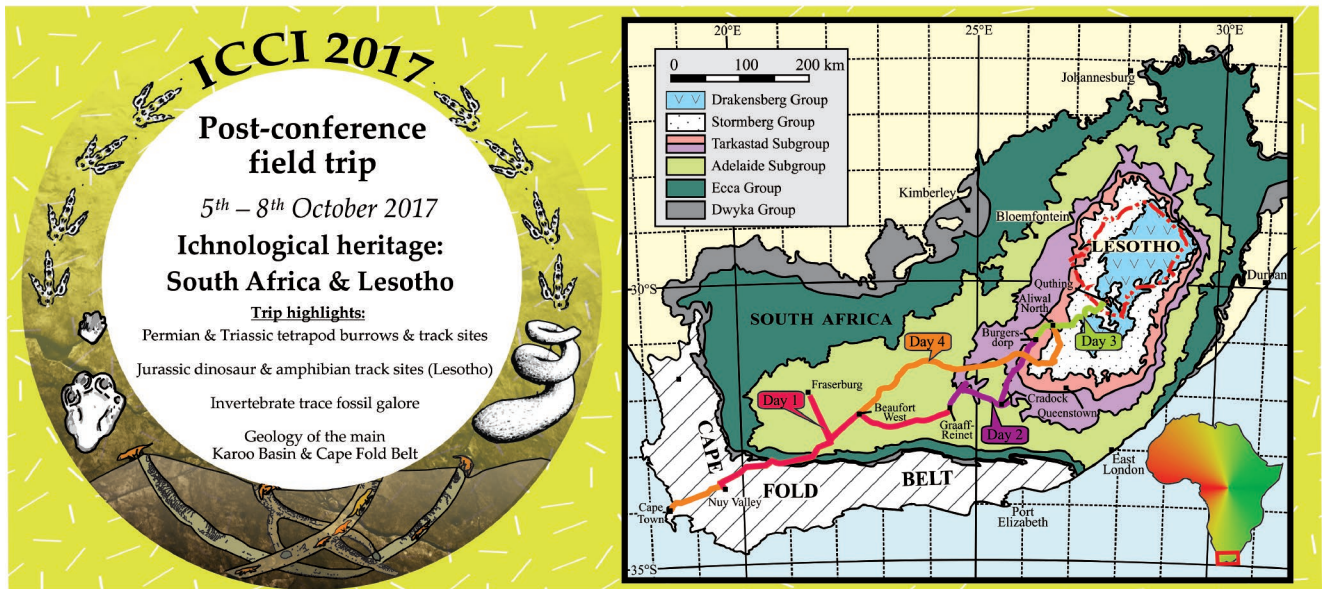 ICCI 2017
Post-conference
field trip
5th – 8th October 2017
Ichnological heritage:
South Africa & Lesotho
Trip highlights:
Permian & Triassic tetrapod burrows & track sites
Jurassic dinosaur & amphibian track sites (Lesotho)
Invertebrate trace fossil galore
Geology of the main
Karoo Basin & Cape Fold Belt
20°E
25°E
30°E
SCALE
0 100 200 km
Drakensberg Group
Stormberg Group
Tarkastad Subgroup
Adelaide Subgroup
Ecca Group
Dwyka Group
Johannesburg
Kimberley
Bloemfontein
LESOTHO
Durban
30°S
Quthing
Aliwal
North
SOUTH AFRICA
Burgers-
dorp
Day 3
Day 4
Fraserburg
Day 1
Beaufort
West
Cradock
Queenstown
Graaff-
Reinet
Day 2
CAPE
FOLD
BELT
East
London
Nuy Valley
Cape
Town
Port
Elizabeth
35°S